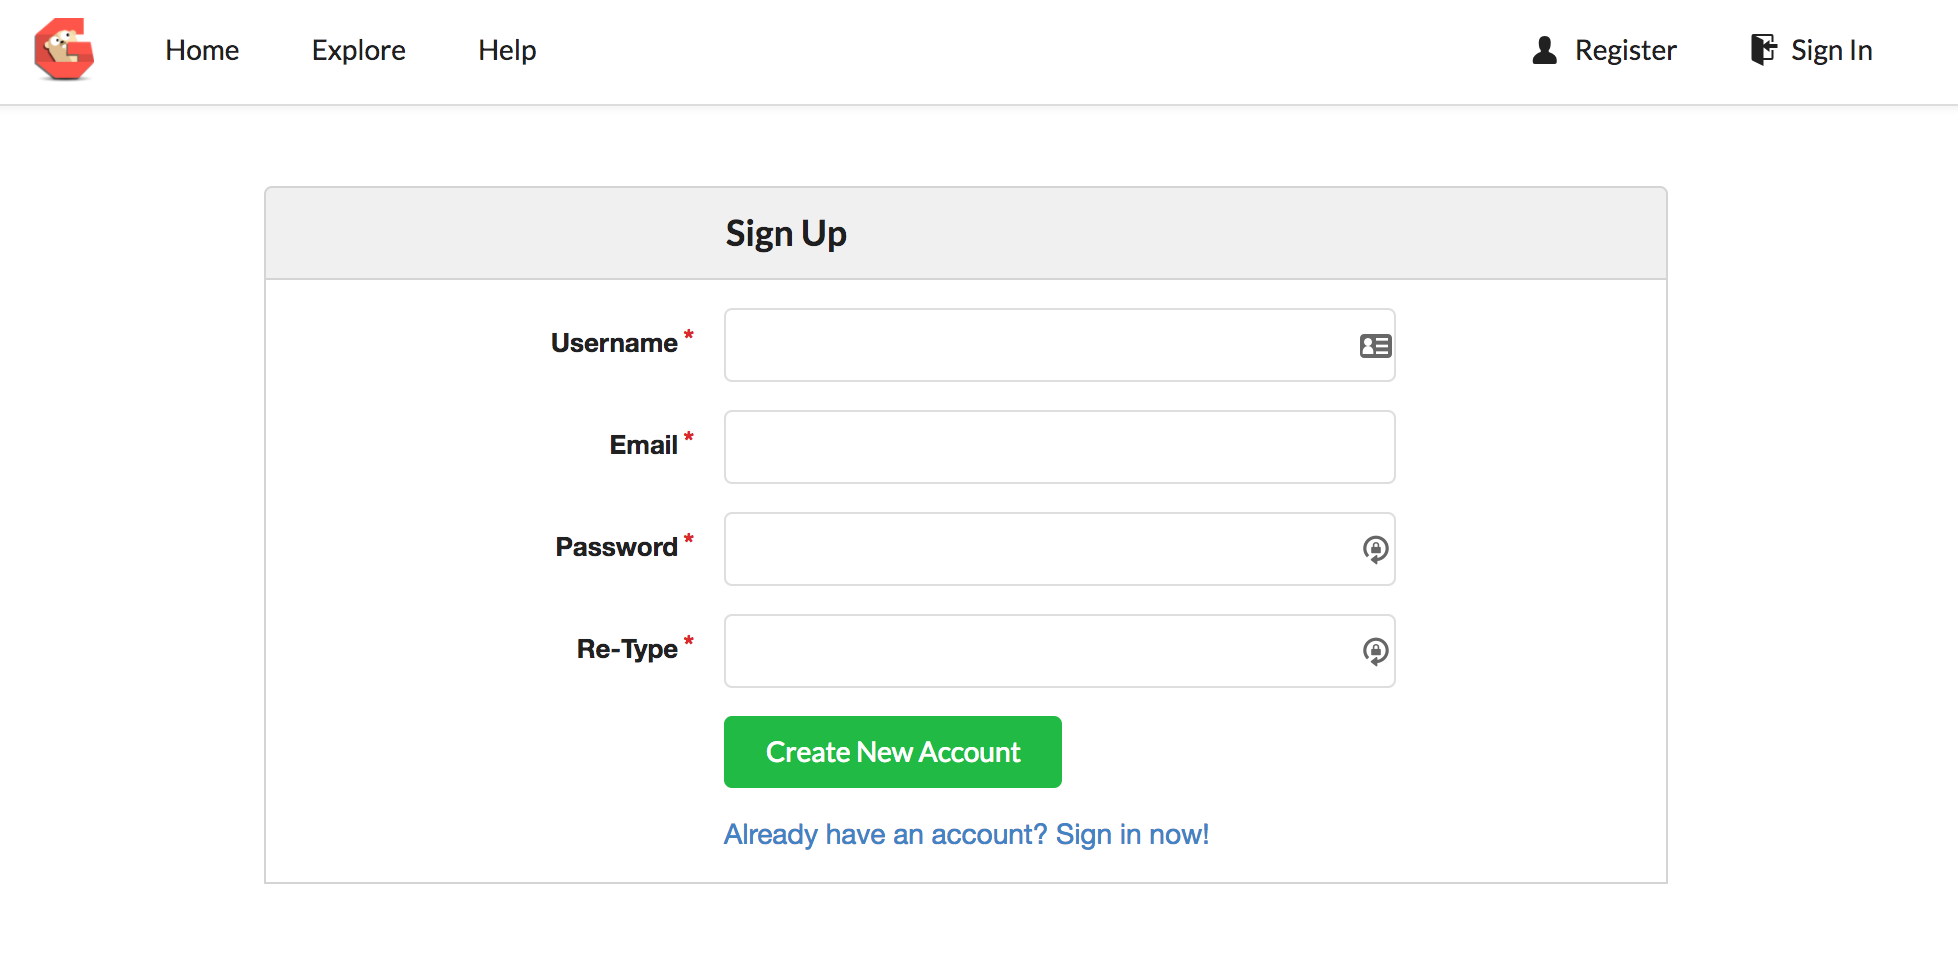 Home Explore Help Register Sign In
Sign Up
Username *
Email *
Password *
Re-Type *
Create New Account
Already have an account? Sign in now!